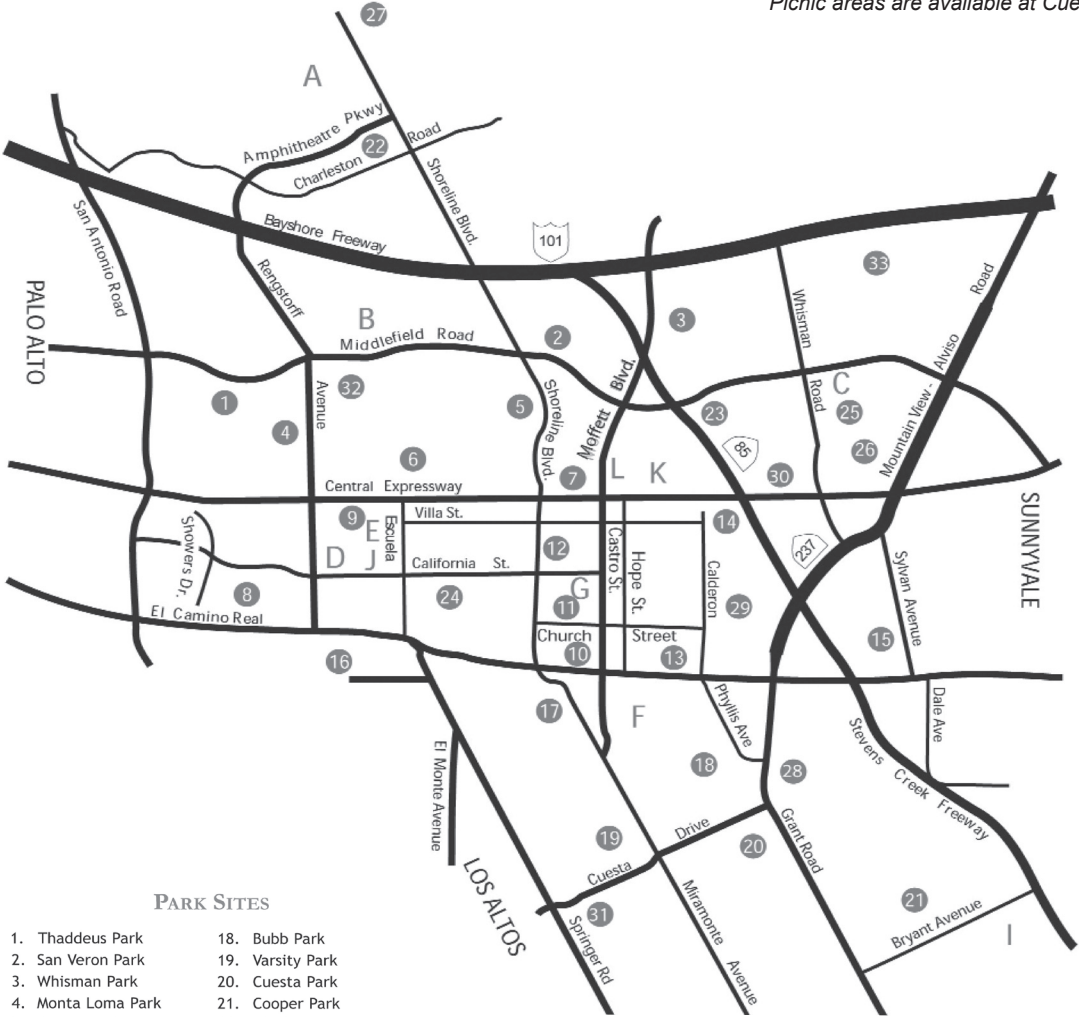 Picnic areas are available at Cue
27
A
Amphitheatre Pkwy
22
Charleston Road
Shoreline Blvd.
San Antonio Road
Bayshore Freeway
101
33
Rengstorff
Whisman
Road
PALO ALTO
B
3
Middlefield Road
2
Mountain View - Alviso
32
Avenue
1
5
Shoreline Blvd.
Moffett Blvd.
C
Road
23
25
4
6
85
26
7
L
K
30
Central Expressway
SUNNYVALE
9
Villa St.
14
E
Escuela
Showers Dr.
12
Castro St.
Hope St.
237
D
J
California St.
Calderon
Sylvan Avenue
8
24
G
11
29
El Camino Real
Church Street
15
10
13
16
17
F
Phyllis Ave
Dale Ave
Stevens Creek Freeway
El Monte Avenue
18
28
19
Drive
Grant Road
20
Cuesta
LOS ALTOS
31
Miramonte Avenue
21
Springer Rd
Bryant Avenue
I
PARK SITES
1. Thaddeus Park
2. San Veron Park
3. Whisman Park
4. Monta Loma Park
18. Bubb Park
19. Varsity Park
20. Cuesta Park
21. Cooper Park